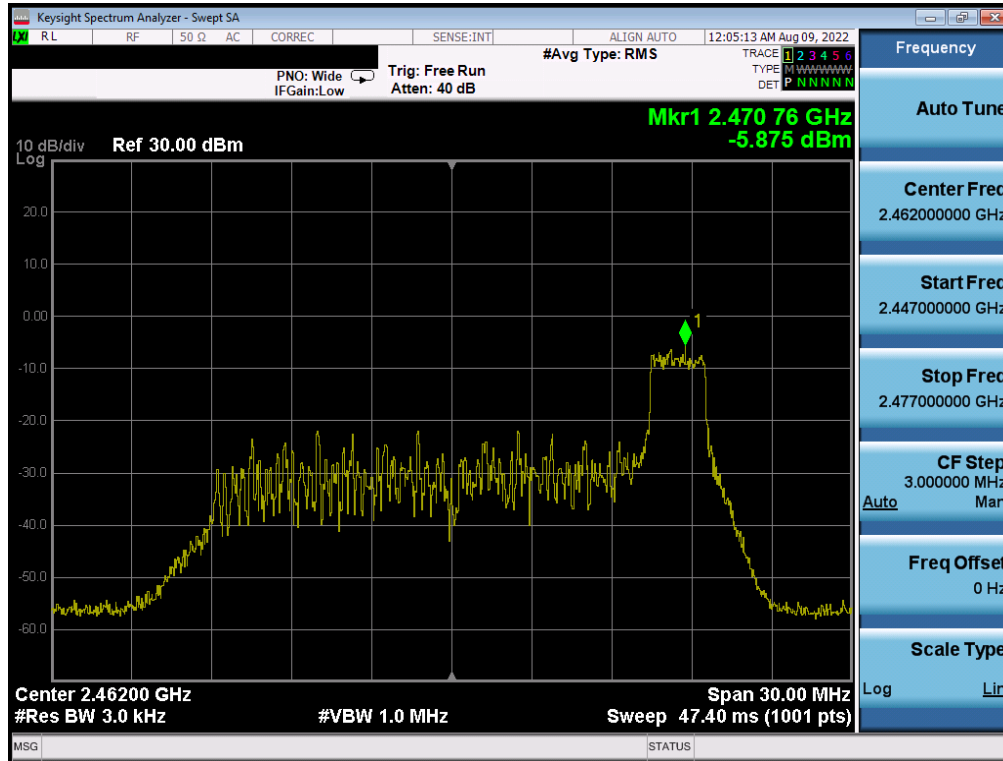 Keysight Spectrum Analyzer - Swept SA
LXI RL RF 50 Ω AC CORREC SENSE:INT ALIGN AUTO 12:05:13 AM Aug 09, 2022
PNO: Wide
IFGain:Low
Trig: Free Run
Atten: 40 dB
#Avg Type: RMS
TRACE 1 2 3 4 5 6
TYPE M W W W W W
DET P N N N N N
Mkr1 2.470 76 GHz
-5.875 dBm
10 dB/div Ref 30.00 dBm
Log
20.0
10.0
0.00
-10.0
-20.0
-30.0
-40.0
-50.0
-60.0
1
Center 2.46200 GHz Span 30.00 MHz
#Res BW 3.0 kHz #VBW 1.0 MHz Sweep 47.40 ms (1001 pts)
MSG STATUS
Frequency
Auto Tune
Center Freq
2.462000000 GHz
Start Freq
2.447000000 GHz
Stop Freq
2.477000000 GHz
CF Step
3.000000 MHz
Auto Man
Freq Offset
0 Hz
Scale Type
Log Lin